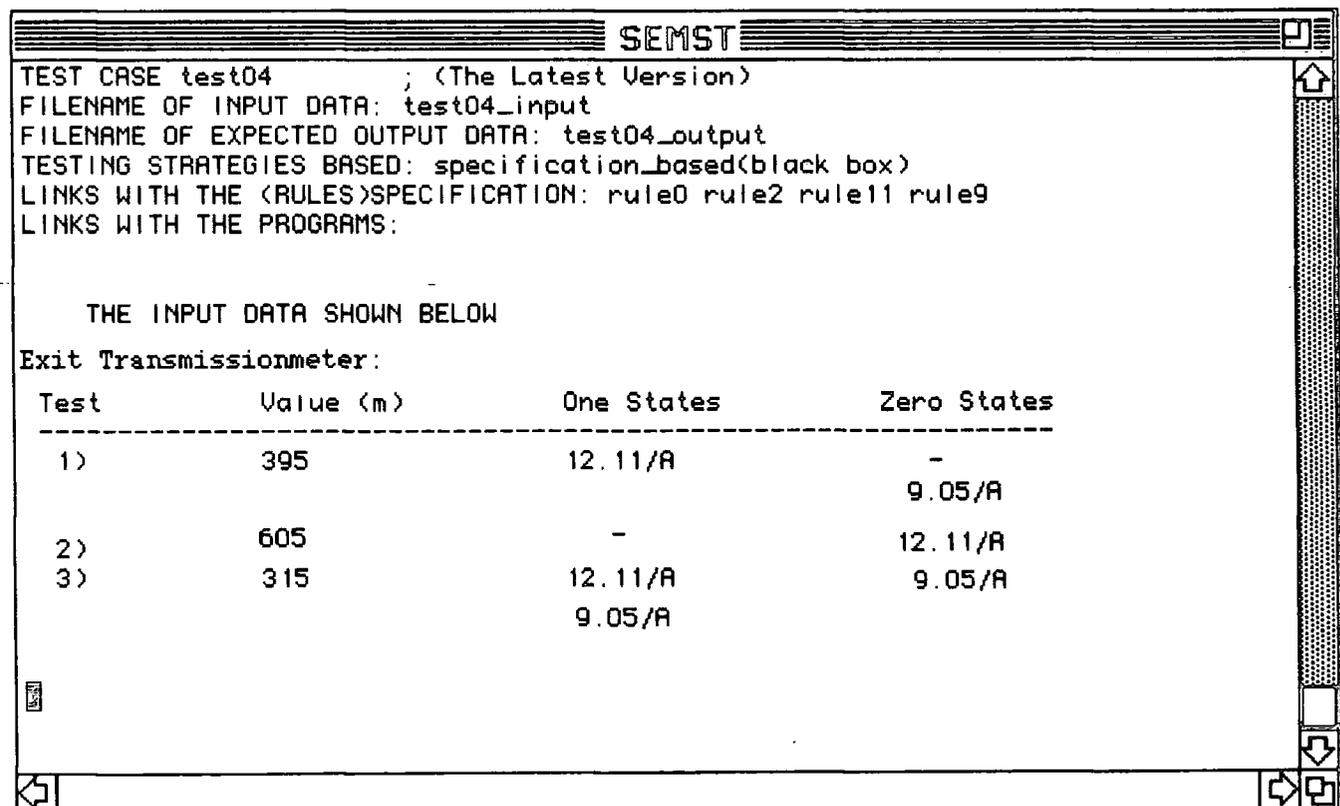 SEMST
TEST CASE test04 ; (The Latest Version)
FILENAME OF INPUT DATA: test04_input
FILENAME OF EXPECTED OUTPUT DATA: test04_output
TESTING STRATEGIES BASED: specification_based(black box)
LINKS WITH THE (RULES)SPECIFICATION: rule0 rule2 rule11 rule9
LINKS WITH THE PROGRAMS:
THE INPUT DATA SHOWN BELOW
Exit Transmissionmeter:
Test Value (m) One States Zero States
1) 395 12.11/A -
9.05/A
2) 605 - 12.11/A
3) 315 12.11/A 9.05/A
9.05/A